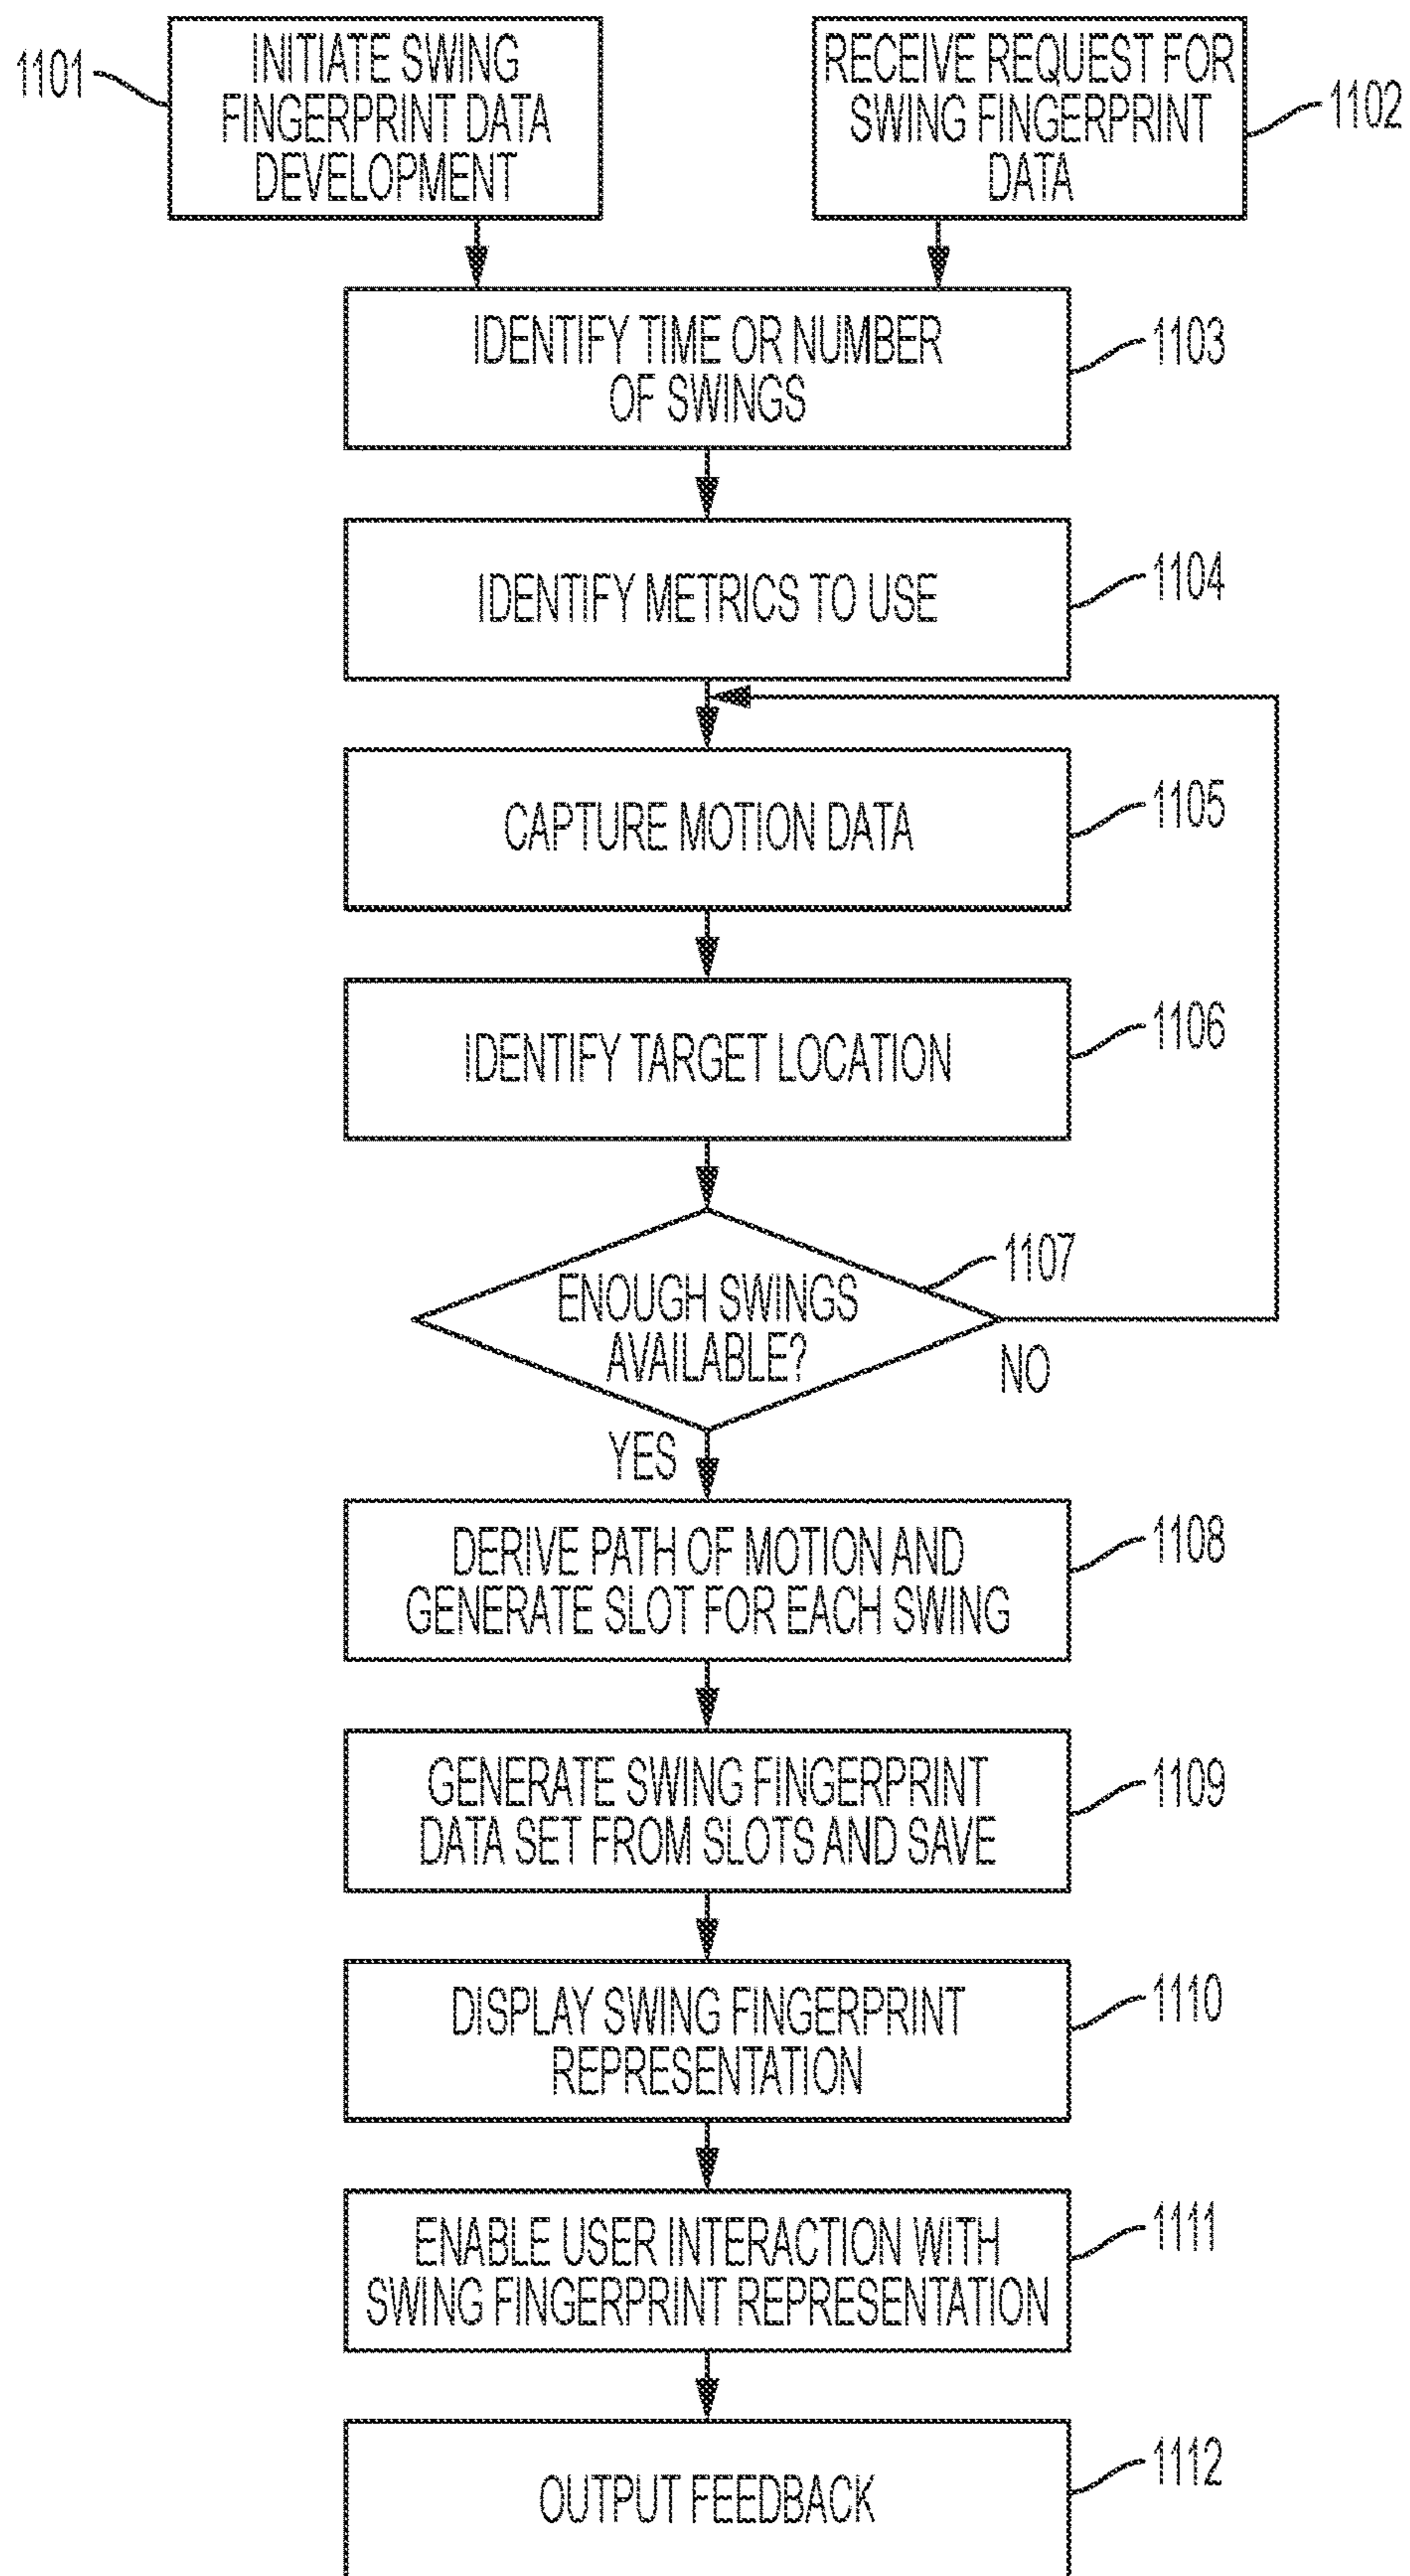 1101
INITIATE SWING
FINGERPRINT DATA
DEVELOPMENT
RECEIVE REQUEST FOR
SWING FINGERPRINT
DATA
1102
IDENTIFY TIME OR NUMBER
OF SWINGS
1103
IDENTIFY METRICS TO USE
1104
CAPTURE MOTION DATA
1105
IDENTIFY TARGET LOCATION
1106
ENOUGH SWINGS
AVAILABLE?
1107
NO
YES
DERIVE PATH OF MOTION AND
GENERATE SLOT FOR EACH SWING
1108
GENERATE SWING FINGERPRINT
DATA SET FROM SLOTS AND SAVE
1109
DISPLAY SWING FINGERPRINT
REPRESENTATION
1110
ENABLE USER INTERACTION WITH
SWING FINGERPRINT REPRESENTATION
1111
OUTPUT FEEDBACK
1112